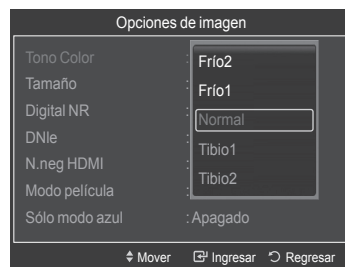 Opciones de imagen
Tono Color :
Frío2
Tamaño :
Frío1
Digital NR :
Normal
DNIe :
Tibio1
N.neg HDMI :
Tibio2
Modo película :
Sólo modo azul : Apagado
Mover Ingresar Regresar